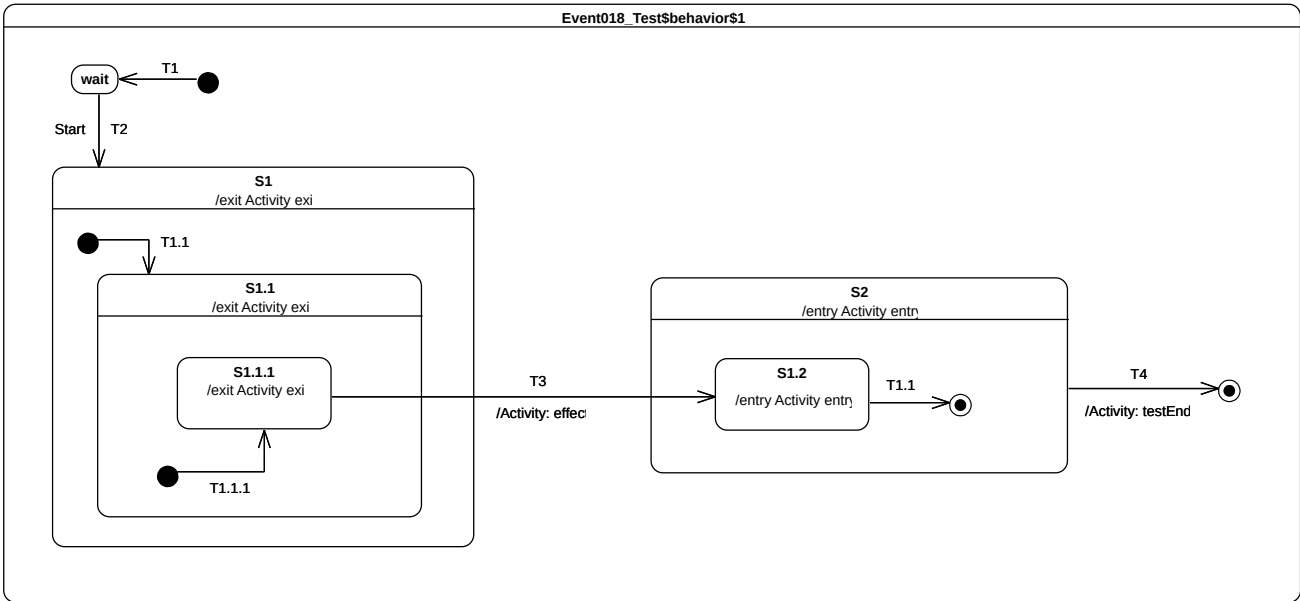 Event018_Test$behavior$1
wait
T1
Start
T2
S1
/exit Activity exi
T1.1
S1.1
/exit Activity exi
S1.1.1
/exit Activity exi
T1.1.1
T3
/Activity: effec
S2
/entry Activity entry
S1.2
/entry Activity entry
T1.1
T4
/Activity: testEnd